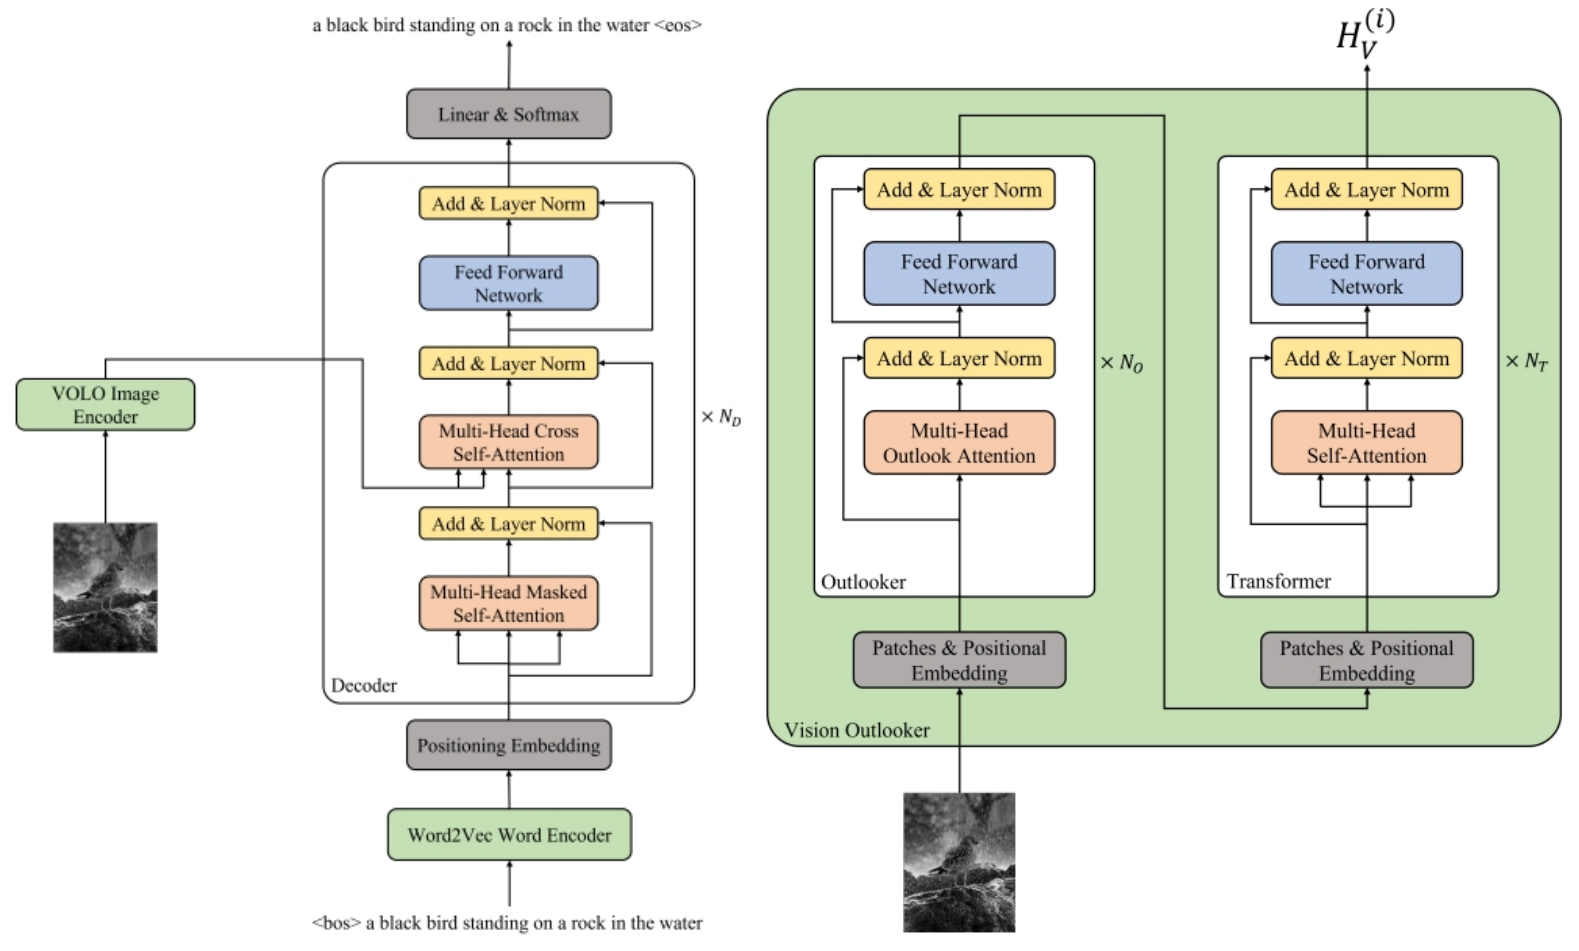 a black bird standing on a rock in the water <eos>
Linear & Softmax
Add & Layer Norm
Feed Forward
Network
Add & Layer Norm
VOLO Image
Encoder
Multi-Head Cross
Self-Attention
× N_D
Add & Layer Norm
Multi-Head Masked
Self-Attention
Decoder
Positioning Embedding
Word2Vec Word Encoder
<bos> a black bird standing on a rock in the water
H_V^(i)
Add & Layer Norm
Feed Forward
Network
Add & Layer Norm
× N_O
Multi-Head
Outlook Attention
Outlooker
Patches & Positional
Embedding
Add & Layer Norm
Feed Forward
Network
Add & Layer Norm
× N_T
Multi-Head
Self-Attention
Transformer
Patches & Positional
Embedding
Vision Outlooker